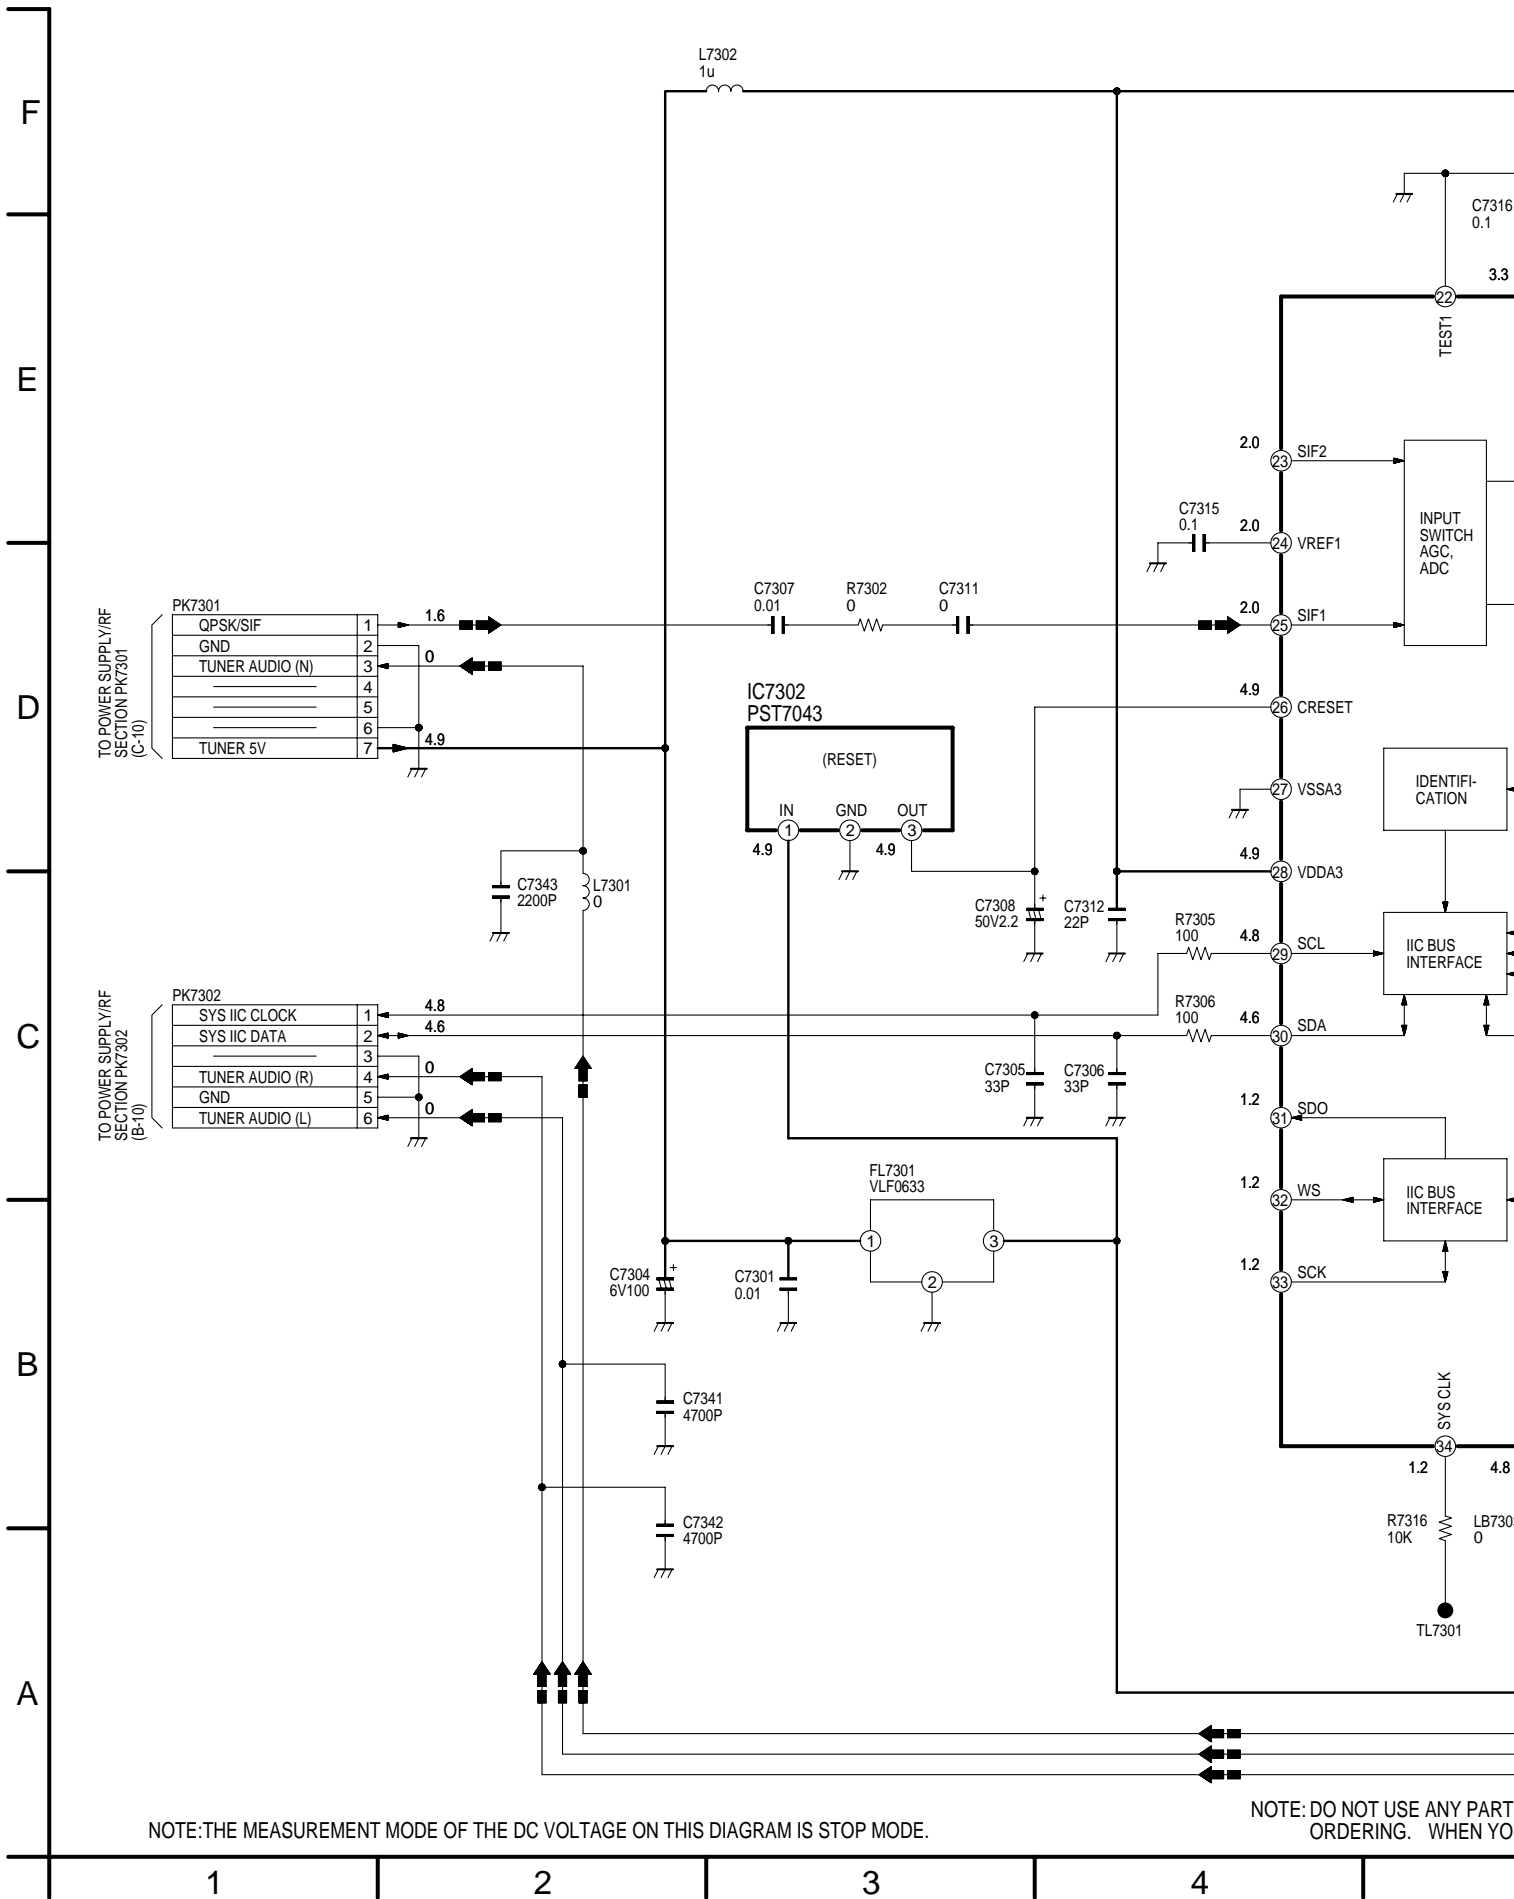 L7302
1u
F
C7316
0.1
3.3
22
TEST1
E
2.0
23
SIF2
C7315
0.1
2.0
24
VREF1
INPUT
SWITCH
AGC,
ADC
TO POWER SUPPLY/RF
SECTION PK7301
(C-10)
PK7301
QPSK/SIF 1
GND 2
TUNER AUDIO (N) 3
4
5
6
TUNER 5V 7
1.6
0
4.9
C7307
0.01
R7302
0
C7311
0
2.0
25
SIF1
D
IC7302
PST7043
(RESET)
IN GND OUT
1 2 3
4.9
4.9
4.9
26
CRESET
27
VSSA3
IDENTIFI-
CATION
4.9
28
VDDA3
C7343
2200P
L7301
0
C7308
50V2.2
+
C7312
22P
R7305
100
4.8
29
SCL
IIC BUS
INTERFACE
C
TO POWER SUPPLY/RF
SECTION PK7302
(B-10)
PK7302
SYS IIC CLOCK 1
SYS IIC DATA 2
3
TUNER AUDIO (R) 4
GND 5
TUNER AUDIO (L) 6
4.8
4.6
0
0
R7306
100
4.6
30
SDA
C7305
33P
C7306
33P
1.2
31
SDO
1.2
32
WS
IIC BUS
INTERFACE
1.2
33
SCK
FL7301
VLF0633
1
2
3
C7304
6V100
+
C7301
0.01
B
C7341
4700P
C7342
4700P
SYS CLK
34
1.2
4.8
R7316
10K
LB730
0
TL7301
A
NOTE:THE MEASUREMENT MODE OF THE DC VOLTAGE ON THIS DIAGRAM IS STOP MODE.
NOTE: DO NOT USE ANY PART
ORDERING. WHEN YO
1 2 3 4